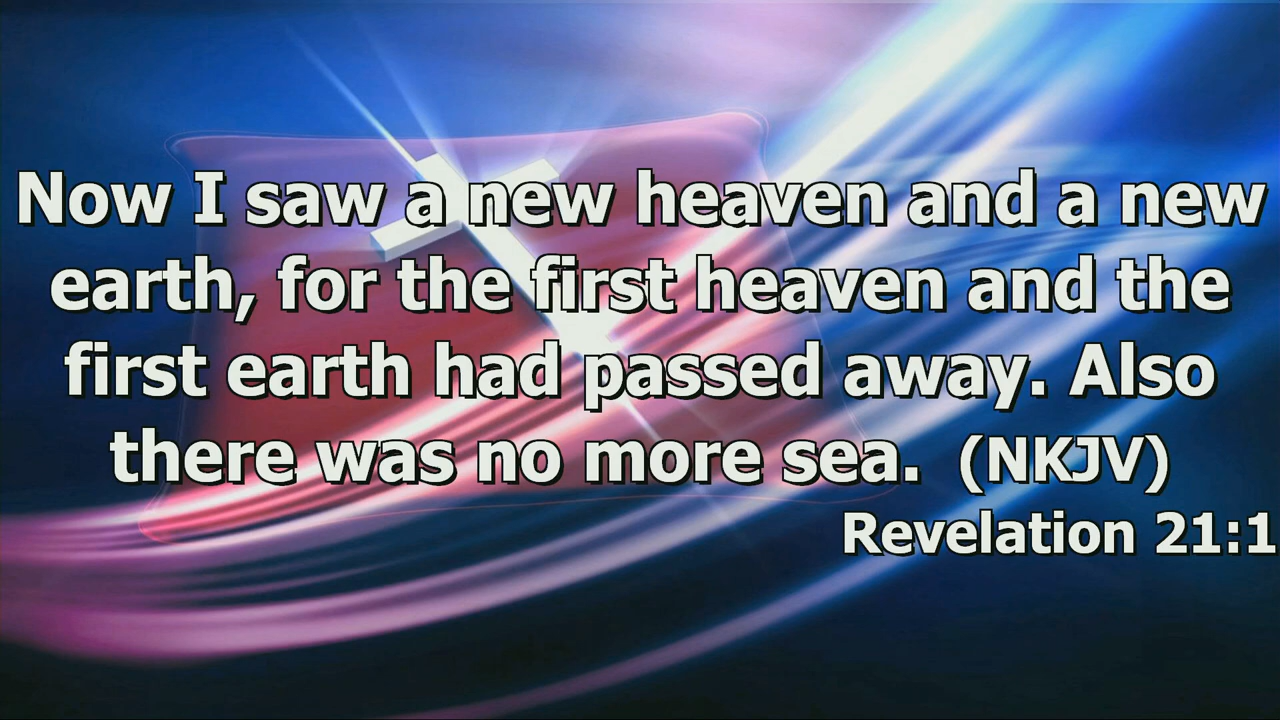 Now I saw a new heaven and a new
earth, for the first heaven and the
first earth had passed away. Also
there was no more sea.  (NKJV)
Revelation 21:1